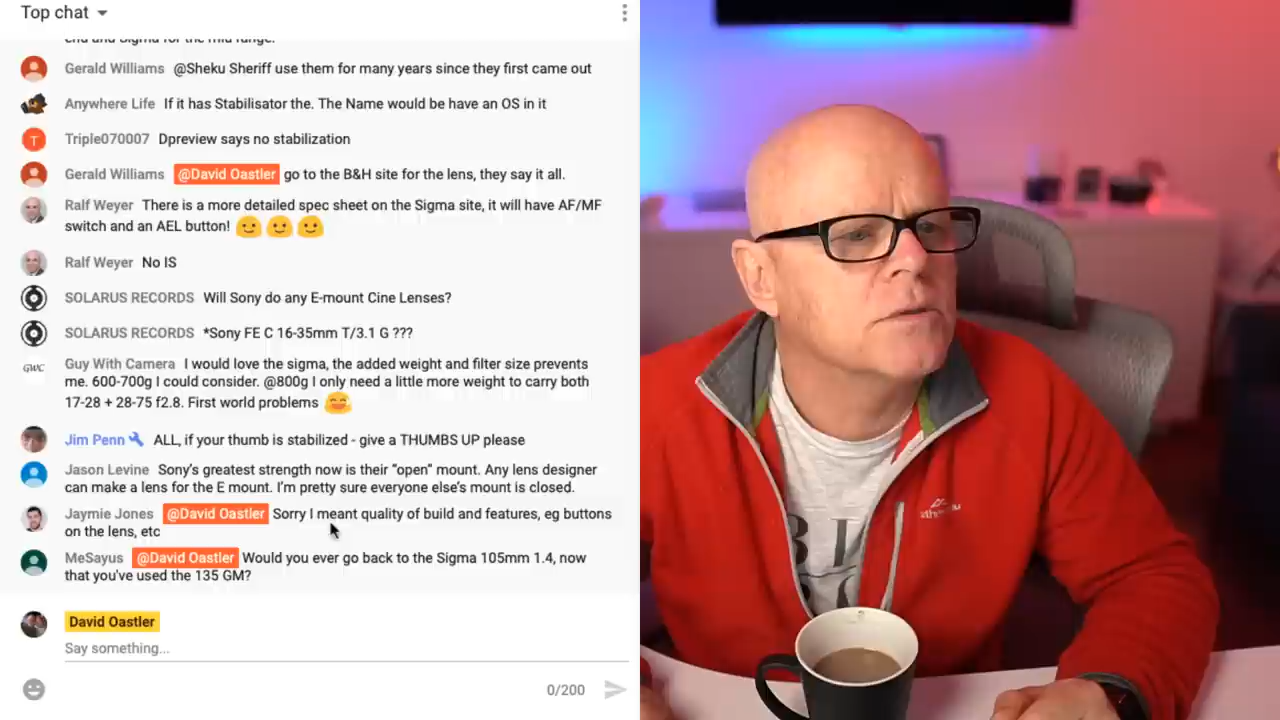 Top chat
end and Sigma for the mid range.
Gerald Williams @Sheku Sheriff use them for many years since they first came out
Anywhere Life If it has Stabilisator the. The Name would be have an OS in it
T Triple070007 Dpreview says no stabilization
Gerald Williams @David Oastler go to the B&H site for the lens, they say it all.
Ralf Weyer There is a more detailed spec sheet on the Sigma site, it will have AF/MF
switch and an AEL button!
Ralf Weyer No IS
SOLARUS RECORDS Will Sony do any E-mount Cine Lenses?
SOLARUS RECORDS *Sony FE C 16-35mm T/3.1 G ???
GWC Guy With Camera I would love the sigma, the added weight and filter size prevents
me. 600-700g I could consider. @800g I only need a little more weight to carry both
17-28 + 28-75 f2.8. First world problems
Jim Penn ALL, if your thumb is stabilized - give a THUMBS UP please
Jason Levine Sony's greatest strength now is their “open” mount. Any lens designer
can make a lens for the E mount. I'm pretty sure everyone else's mount is closed.
Jaymie Jones @David Oastler Sorry I meant quality of build and features, eg buttons
on the lens, etc
MeSayus @David Oastler Would you ever go back to the Sigma 105mm 1.4, now
that you've used the 135 GM?
David Oastler
Say something...
0/200